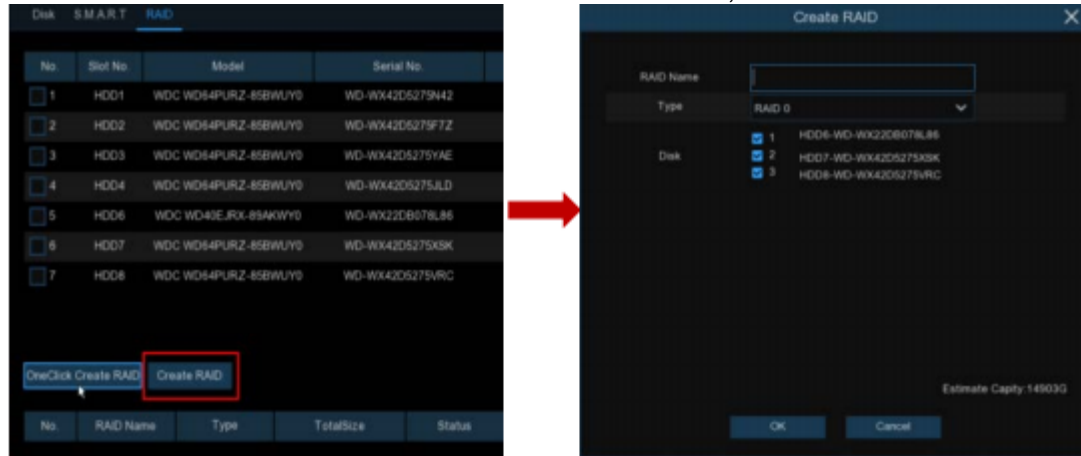 Disk S.M.A.R.T RAID
No. Slot No. Model Serial No.
1 HDD1 WDC WD64PURZ-85BWUY0 WD-WX42D5275N42
2 HDD2 WDC WD64PURZ-85BWUY0 WD-WX42D5275F7Z
3 HDD3 WDC WD64PURZ-85BWUY0 WD-WX42D5275YAE
4 HDD4 WDC WD64PURZ-85BWUY0 WD-WX42D5275JLD
5 HDD6 WDC WD40EJRX-89AKWY0 WD-WX22DB078L86
6 HDD7 WDC WD64PURZ-85BWUY0 WD-WX42D5275XSK
7 HDD8 WDC WD64PURZ-85BWUY0 WD-WX42D5275VRC
OneClick Create RAID Create RAID
No. RAID Name Type TotalSize Status
Create RAID
RAID Name
Type RAID 0
Disk
1 HDD6-WD-WX22DB078L86
2 HDD7-WD-WX42D5275XSK
3 HDD8-WD-WX42D5275VRC
Estimate Capity:14903G
OK Cancel